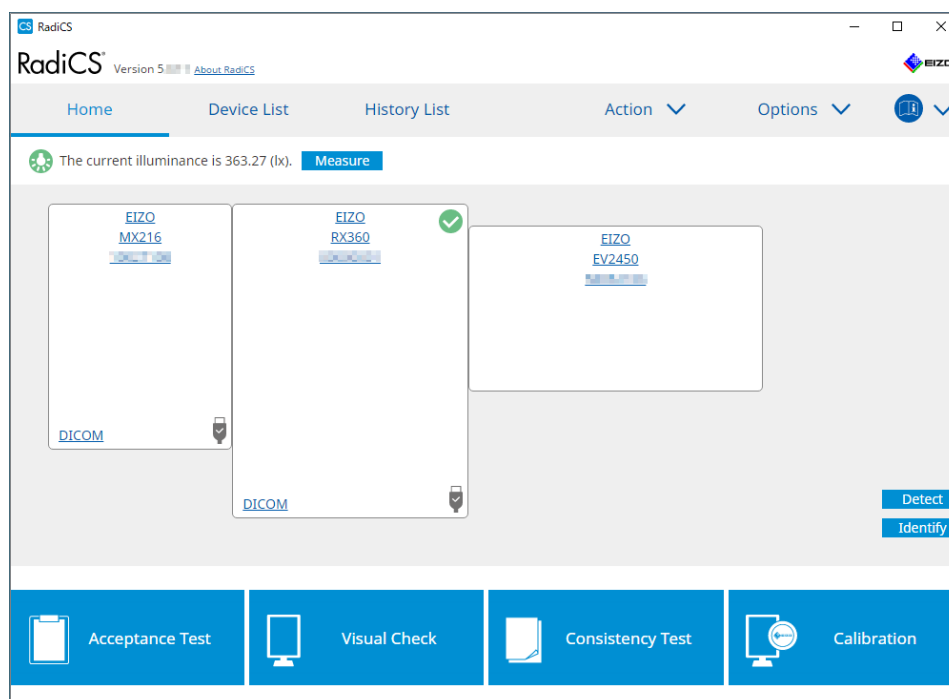 CS RadiCS
RadiCS® Version 5. About RadiCS
EIZO
Home Device List History List Action Options
The current illuminance is 363.27 (lx). Measure
EIZO
MX216
DICOM
EIZO
RX360
DICOM
EIZO
EV2450
Detect
Identify
Acceptance Test Visual Check Consistency Test Calibration